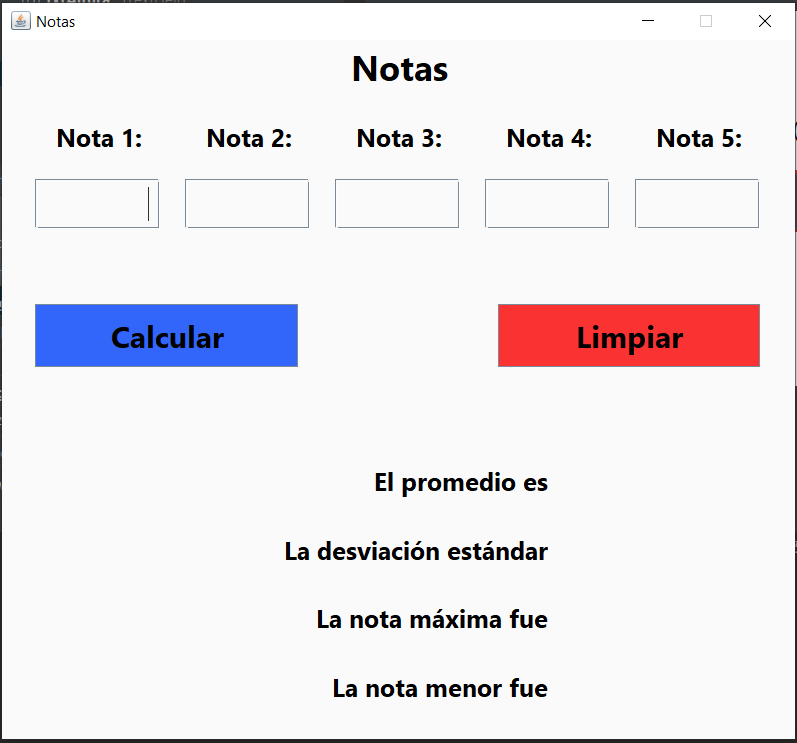 Notas
Notas
Nota 1: Nota 2: Nota 3: Nota 4: Nota 5:
Calcular Limpiar
El promedio es
La desviación estándar
La nota máxima fue
La nota menor fue